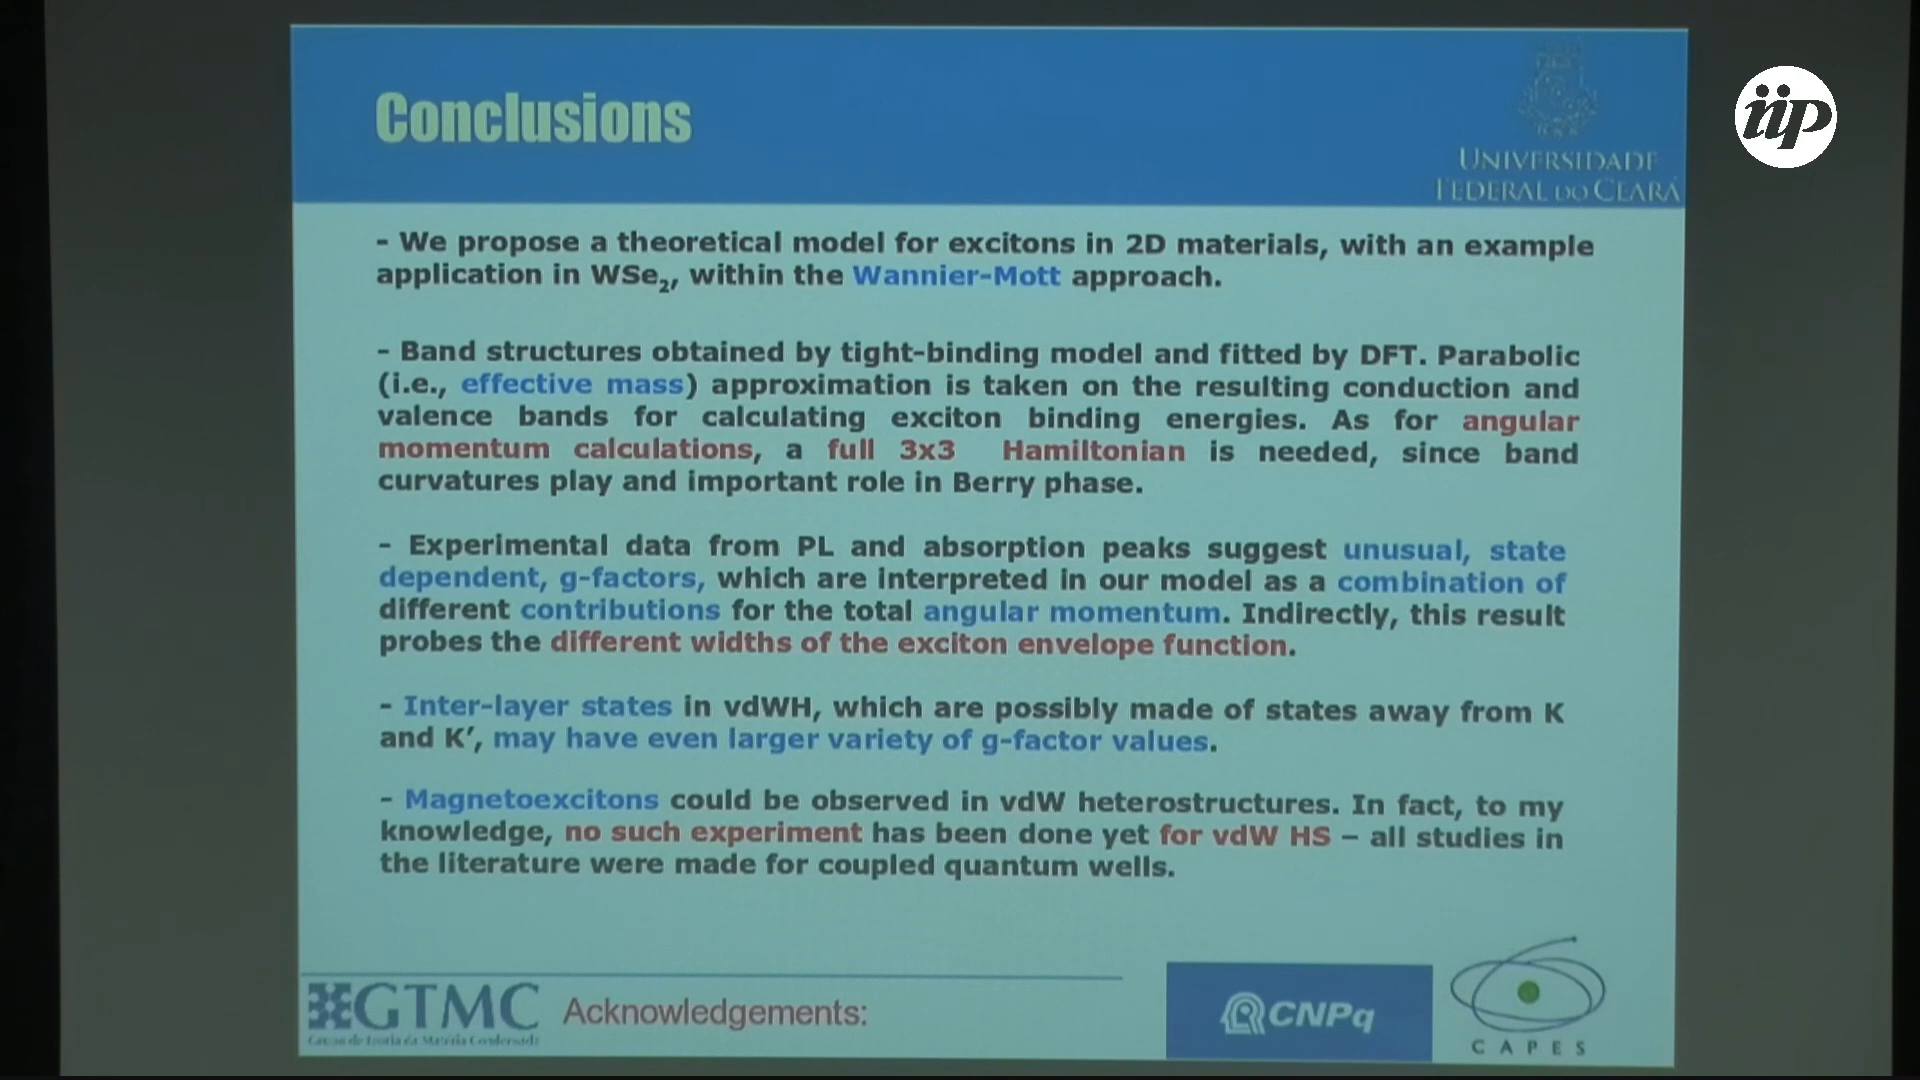 Conclusions
iip
UNIVERSIDADE
FEDERAL DO CEARÁ
- We propose a theoretical model for excitons in 2D materials, with an example
application in WSe2, within the Wannier-Mott approach.
- Band structures obtained by tight-binding model and fitted by DFT. Parabolic
(i.e., effective mass) approximation is taken on the resulting conduction and
valence bands for calculating exciton binding energies. As for angular
momentum calculations, a full 3x3 Hamiltonian is needed, since band
curvatures play and important role in Berry phase.
- Experimental data from PL and absorption peaks suggest unusual, state
dependent, g-factors, which are interpreted in our model as a combination of
different contributions for the total angular momentum. Indirectly, this result
probes the different widths of the exciton envelope function.
- Inter-layer states in vdWH, which are possibly made of states away from K
and K’, may have even larger variety of g-factor values.
- Magnetoexcitons could be observed in vdW heterostructures. In fact, to my
knowledge, no such experiment has been done yet for vdW HS – all studies in
the literature were made for coupled quantum wells.
GTMC
Grupo de Teoria da Matéria Condensada
Acknowledgements:
CNPq
CAPES